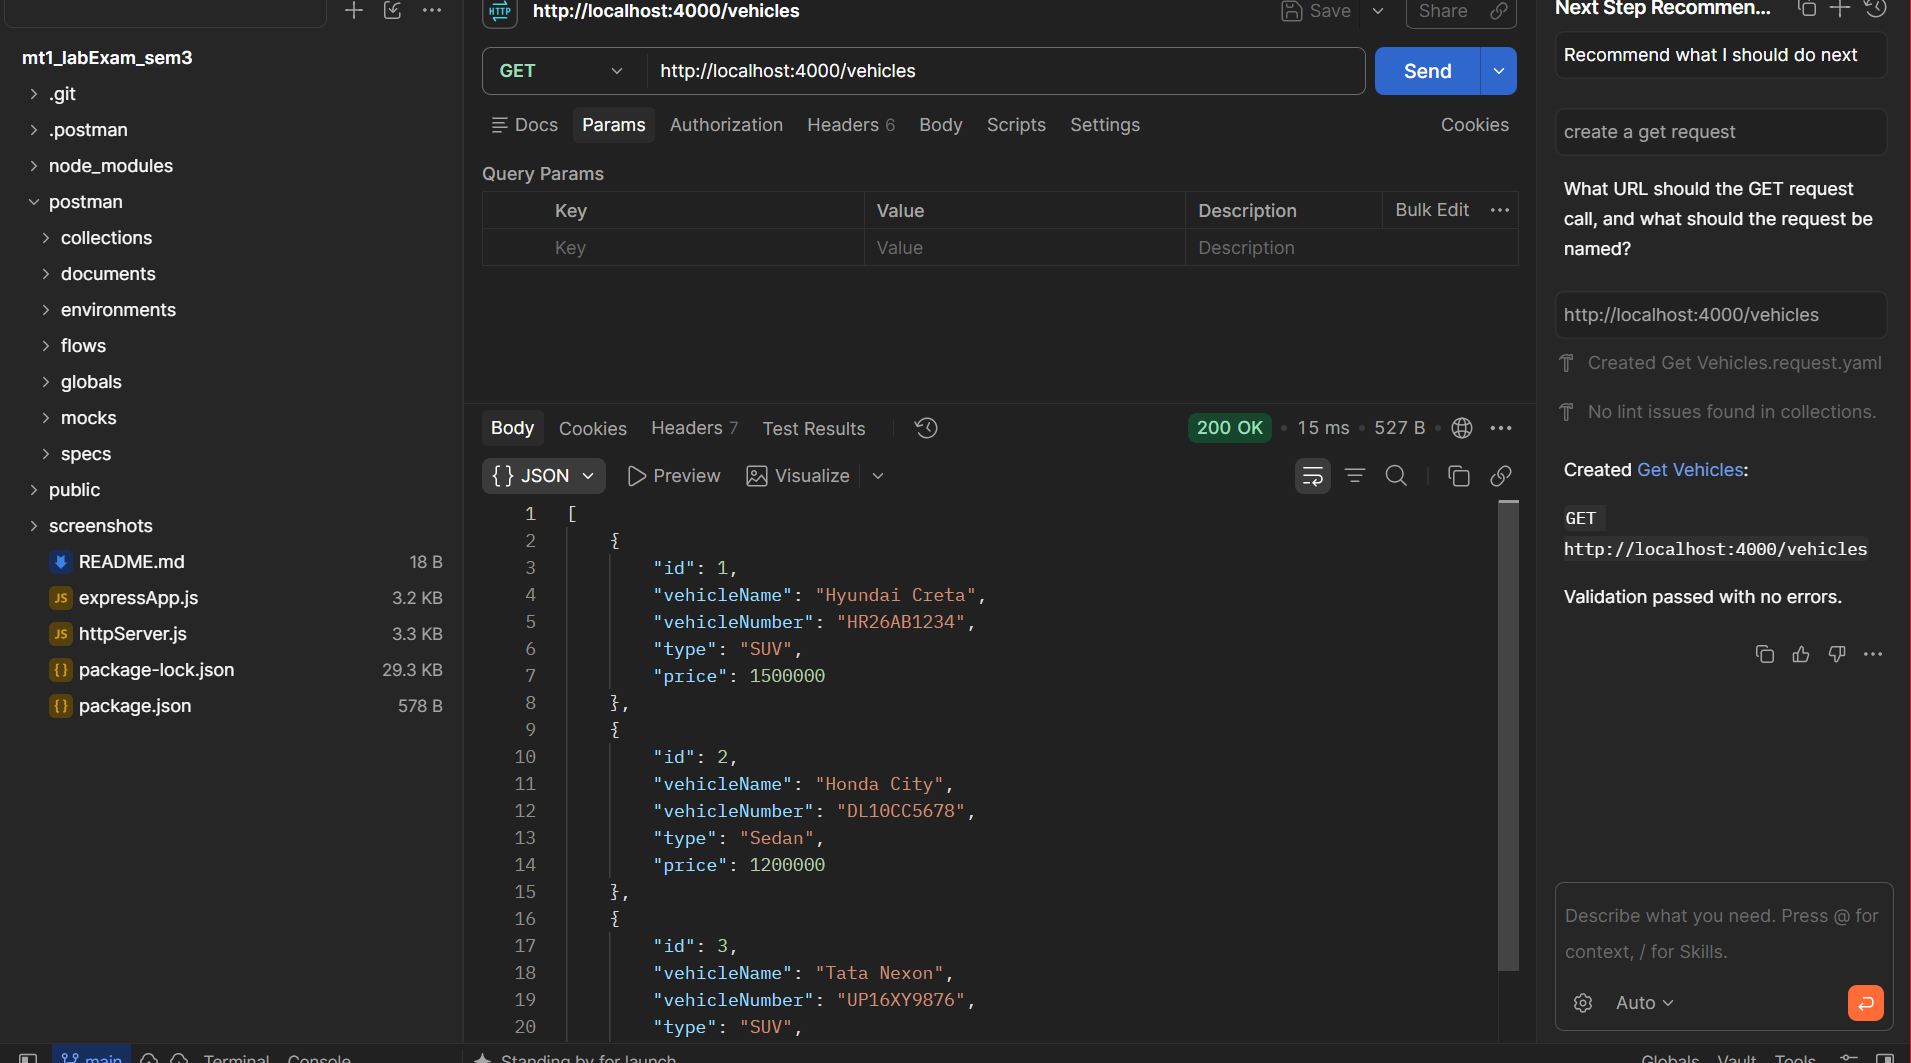 mt1_labExam_sem3
.git
.postman
node_modules
postman
collections
documents
environments
flows
globals
mocks
specs
public
screenshots
README.md 18 B
JS expressApp.js 3.2 KB
JS httpServer.js 3.3 KB
{} package-lock.json 29.3 KB
{} package.json 578 B
HTTP http://localhost:4000/vehicles
Save
Share
GET http://localhost:4000/vehicles
Send
Docs Params Authorization Headers 6 Body Scripts Settings Cookies
Query Params
Key Value Description Bulk Edit
Key Value Description
Body Cookies Headers 7 Test Results 200 OK • 15 ms • 527 B
{} JSON Preview Visualize
1 [
2 {
3 "id": 1,
4 "vehicleName": "Hyundai Creta",
5 "vehicleNumber": "HR26AB1234",
6 "type": "SUV",
7 "price": 1500000
8 },
9 {
10 "id": 2,
11 "vehicleName": "Honda City",
12 "vehicleNumber": "DL10CC5678",
13 "type": "Sedan",
14 "price": 1200000
15 },
16 {
17 "id": 3,
18 "vehicleName": "Tata Nexon",
19 "vehicleNumber": "UP16XY9876",
20 "type": "SUV",
Next Step Recommen...
Recommend what I should do next
create a get request
What URL should the GET request
call, and what should the request be
named?
http://localhost:4000/vehicles
Created Get Vehicles.request.yaml
No lint issues found in collections.
Created Get Vehicles:
GET
http://localhost:4000/vehicles
Validation passed with no errors.
Describe what you need. Press @ for
context, / for Skills.
Auto
main Terminal Console Standing by for launch Globals Vault Tools